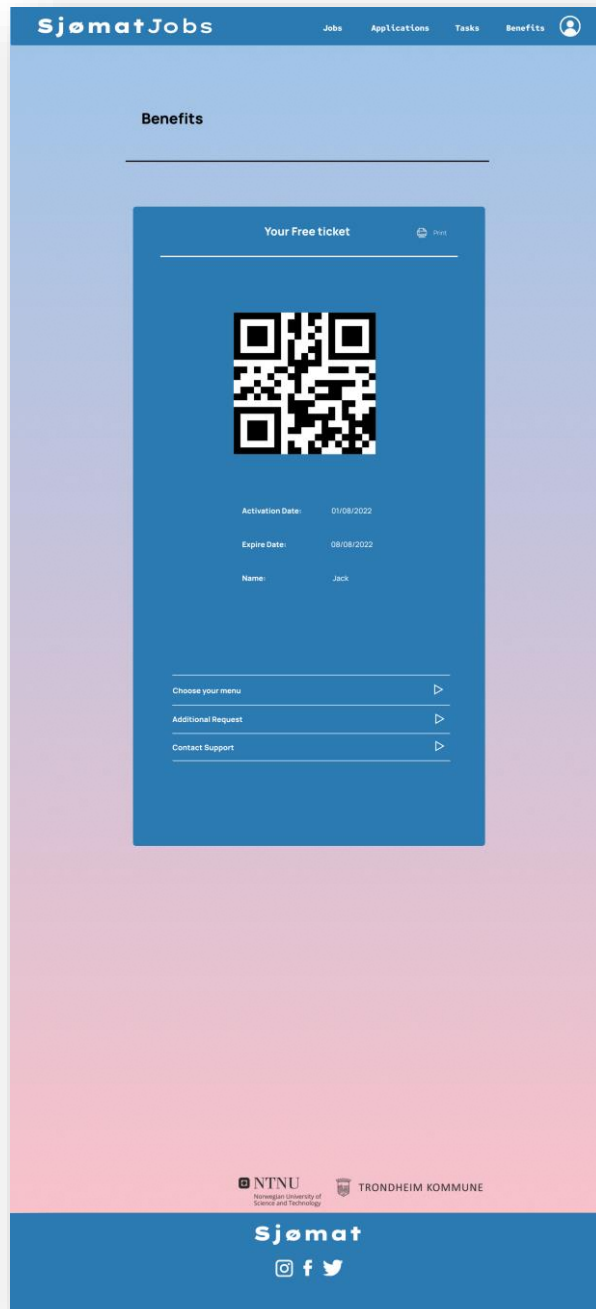 SjømatJobs
Jobs Applications Tasks Benefits
Benefits
Your Free ticket
Print
Activation Date: 01/08/2022
Expire Date: 08/08/2022
Name: Jack
Choose your menu
Additional Request
Contact Support
NTNU
Norwegian University of
Science and Technology
TRONDHEIM KOMMUNE
Sjømat